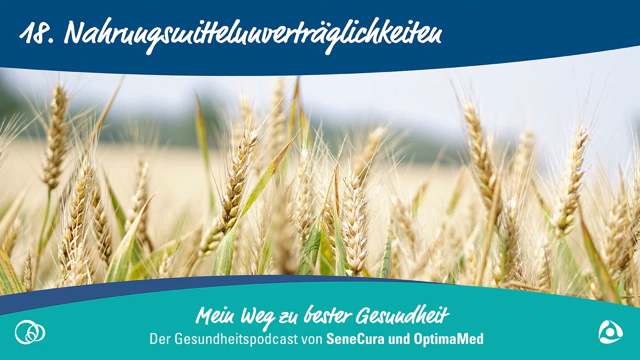 18. Nahrungsmittelunverträglichkeiten
Mein Weg zu bester Gesundheit
Der Gesundheitspodcast von SeneCura und OptimaMed